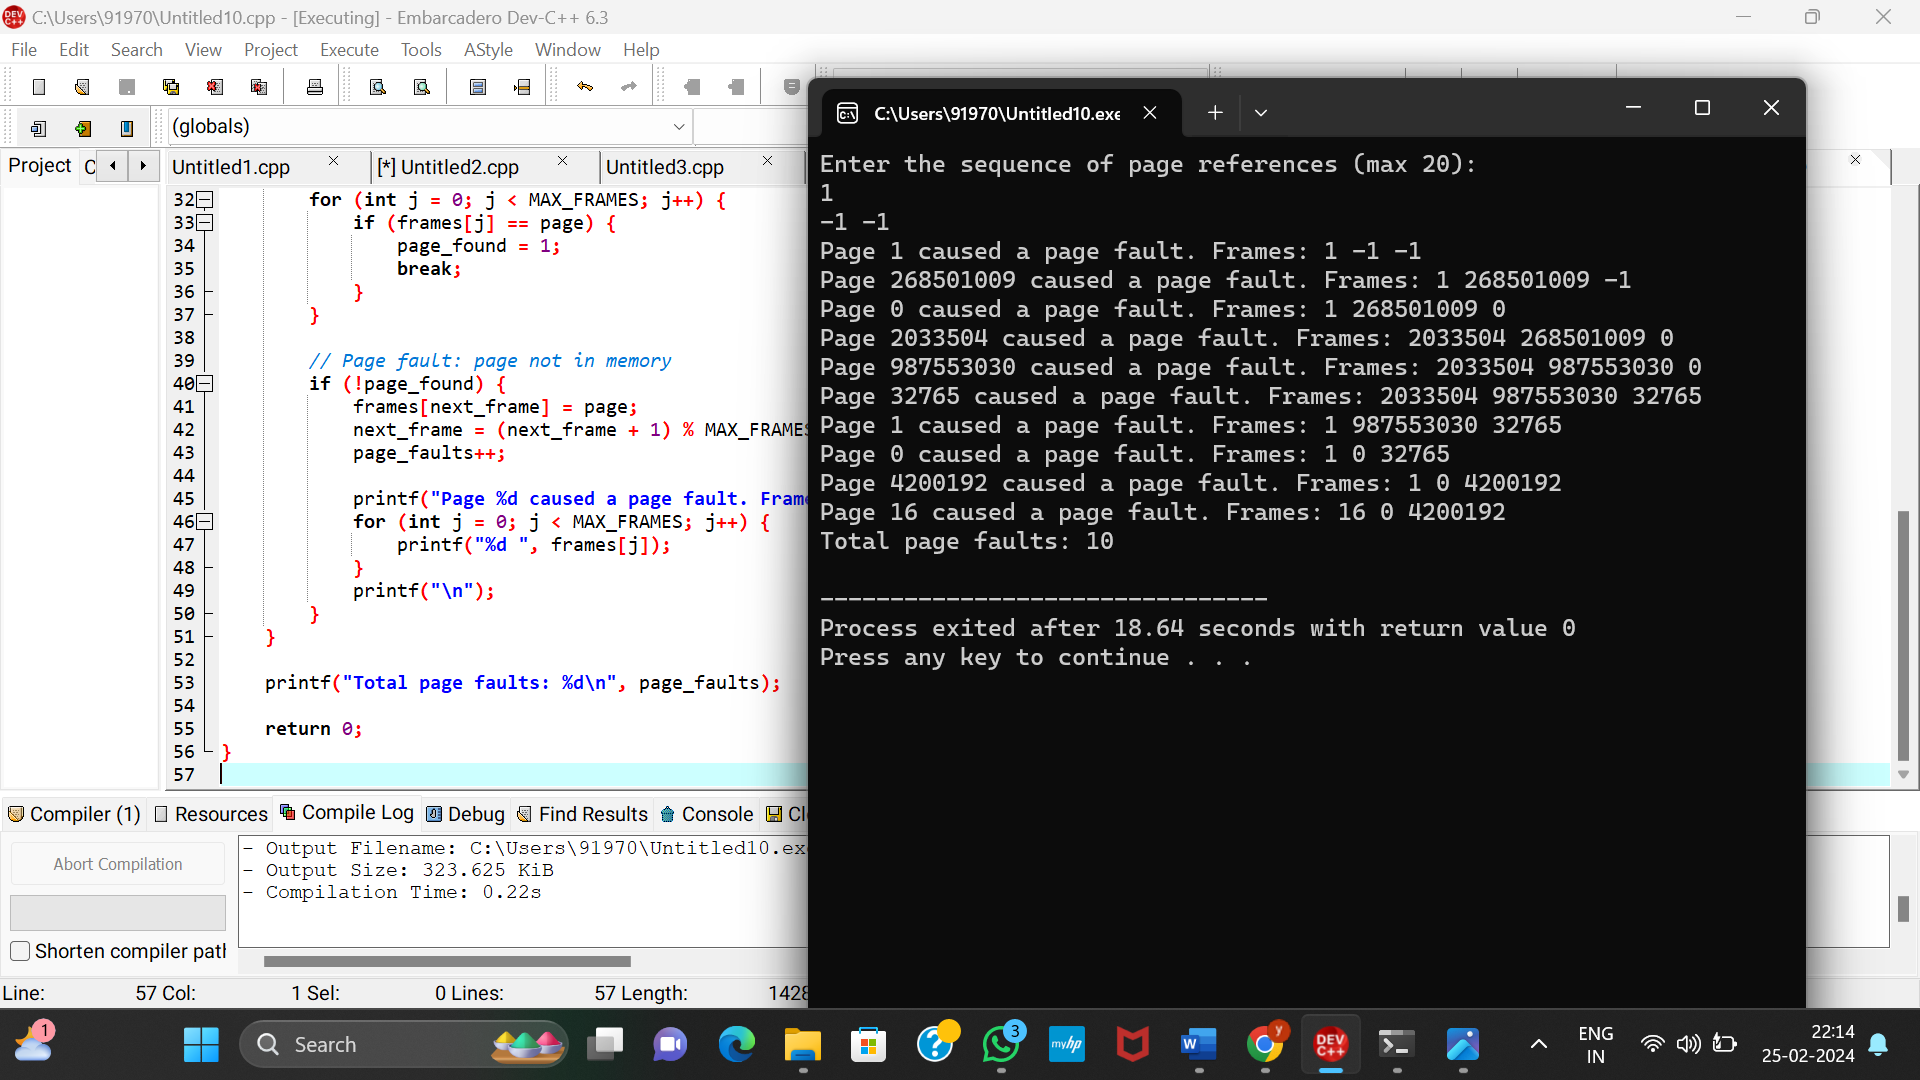 C:\Users\91970\Untitled10.cpp - [Executing] - Embarcadero Dev-C++ 6.3
File Edit Search View Project Execute Tools AStyle Window Help
(globals)
Project
Untitled1.cpp [*] Untitled2.cpp Untitled3.cpp
32 for (int j = 0; j < MAX_FRAMES; j++) {
33 if (frames[j] == page) {
34 page_found = 1;
35 break;
36 }
37 }
38
39 // Page fault: page not in memory
40 if (!page_found) {
41 frames[next_frame] = page;
42 next_frame = (next_frame + 1) % MAX_FRAMES
43 page_faults++;
44
45 printf("Page %d caused a page fault. Fram
46 for (int j = 0; j < MAX_FRAMES; j++) {
47 printf("%d ", frames[j]);
48 }
49 printf("\n");
50 }
51 }
52
53 printf("Total page faults: %d\n", page_faults);
54
55 return 0;
56 }
57
C:\Users\91970\Untitled10.exe
Enter the sequence of page references (max 20):
1
-1 -1
Page 1 caused a page fault. Frames: 1 -1 -1
Page 268501009 caused a page fault. Frames: 1 268501009 -1
Page 0 caused a page fault. Frames: 1 268501009 0
Page 2033504 caused a page fault. Frames: 2033504 268501009 0
Page 987553030 caused a page fault. Frames: 2033504 987553030 0
Page 32765 caused a page fault. Frames: 2033504 987553030 32765
Page 1 caused a page fault. Frames: 1 987553030 32765
Page 0 caused a page fault. Frames: 1 0 32765
Page 4200192 caused a page fault. Frames: 1 0 4200192
Page 16 caused a page fault. Frames: 16 0 4200192
Total page faults: 10
--------------------------------
Process exited after 18.64 seconds with return value 0
Press any key to continue . . .
Compiler (1) Resources Compile Log Debug Find Results Console Cl
Abort Compilation
Shorten compiler path
- Output Filename: C:\Users\91970\Untitled10.ex
- Output Size: 323.625 KiB
- Compilation Time: 0.22s
Line: 57 Col: 1 Sel: 0 Lines: 57 Length: 1428
1
Search
3
myhp
W
y
DEV C++
ENG
IN
22:14
25-02-2024